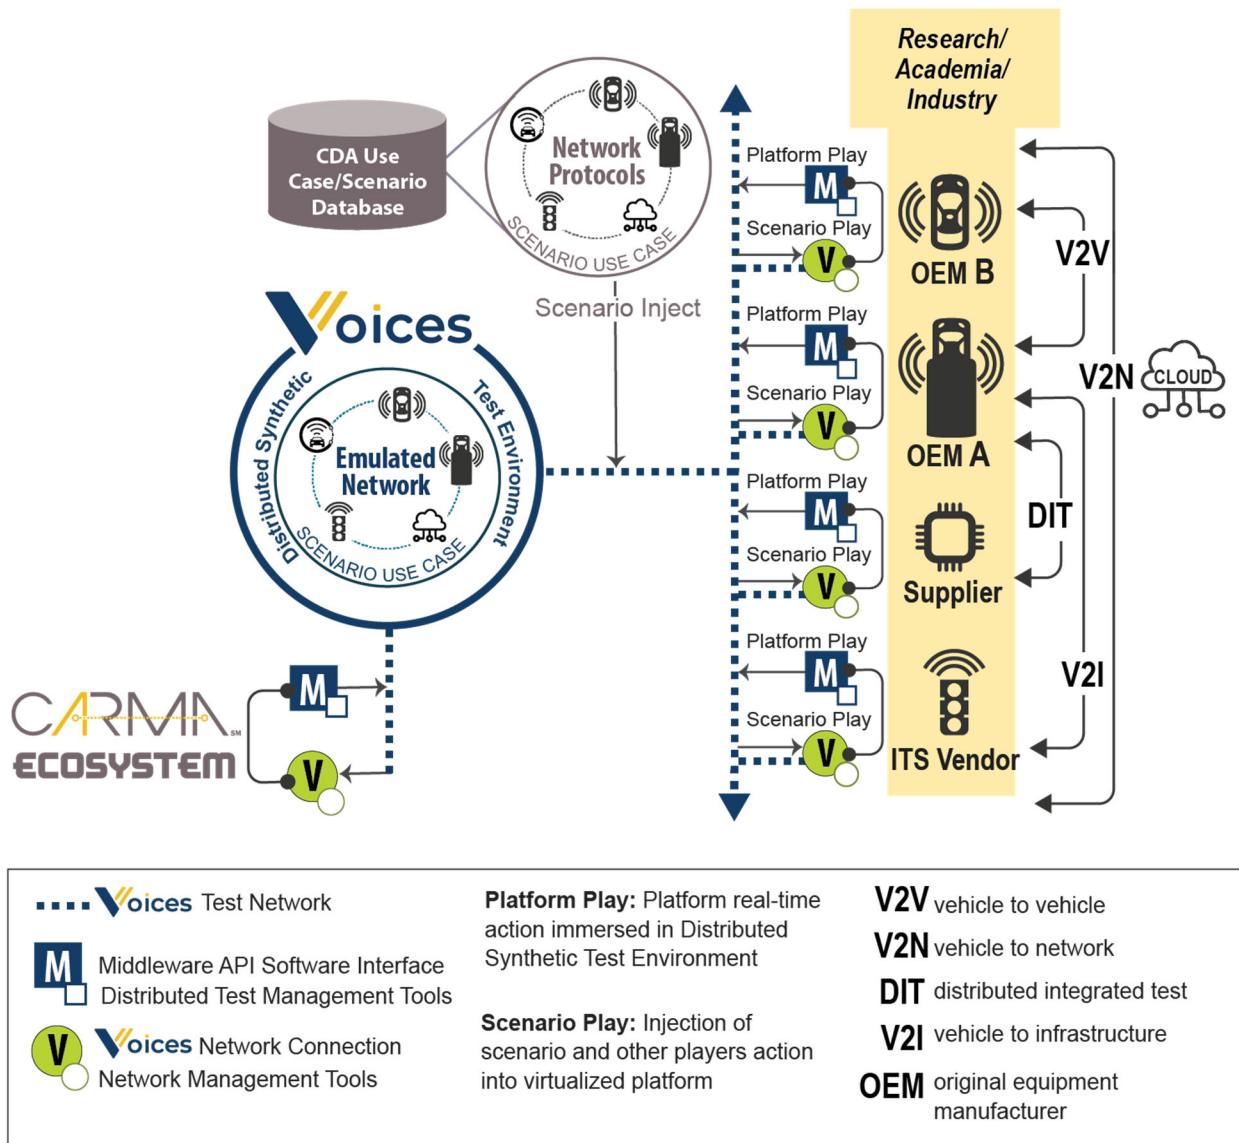 Research/
Academia/
Industry
CDA Use
Case/Scenario
Database
Network
Protocols
SCENARIO USE CASE
Scenario Inject
Voices
Distributed Synthetic
Test Environment
Emulated
Network
SCENARIO USE CASE
CARMA SM
ECOSYSTEM
M
V
Platform Play
M
Scenario Play
V
Platform Play
M
Scenario Play
V
Platform Play
M
Scenario Play
V
Platform Play
M
Scenario Play
V
OEM B
OEM A
Supplier
ITS Vendor
V2V
V2N
CLOUD
DIT
V2I
Voices Test Network
M
Middleware API Software Interface
Distributed Test Management Tools
V
Voices Network Connection
Network Management Tools
Platform Play: Platform real-time
action immersed in Distributed
Synthetic Test Environment
Scenario Play: Injection of
scenario and other players action
into virtualized platform
V2V vehicle to vehicle
V2N vehicle to network
DIT distributed integrated test
V2I vehicle to infrastructure
OEM original equipment
manufacturer